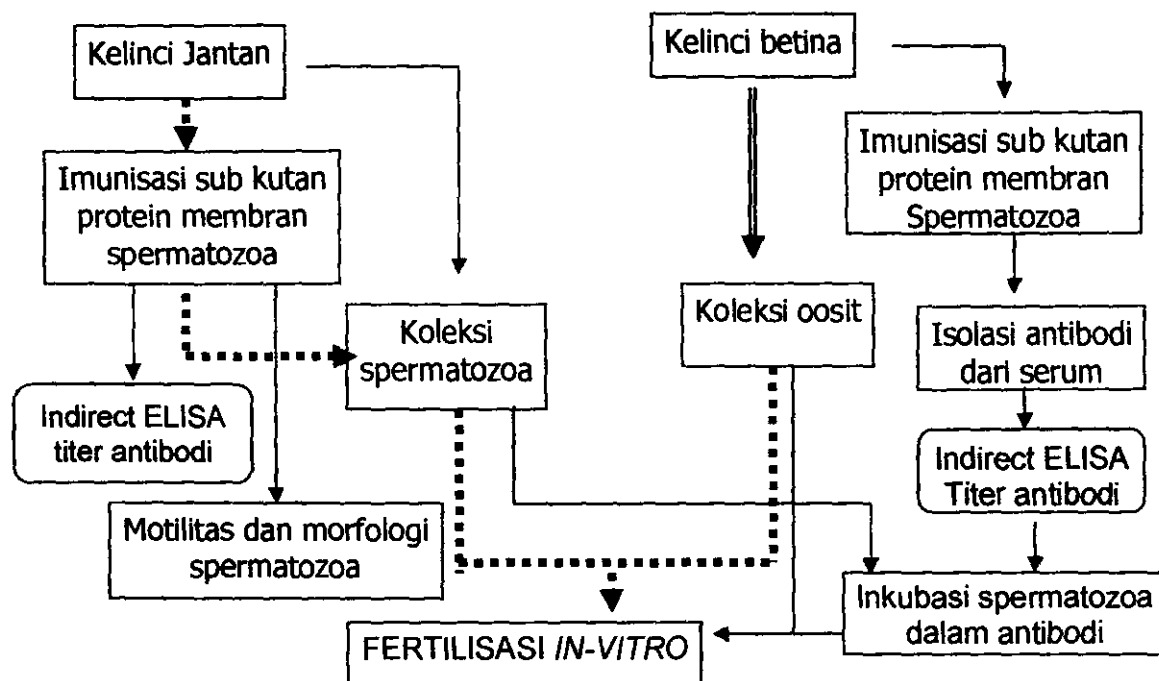 Kelinci Jantan
Kelinci betina
Imunisasi sub kutan
protein membran
spermatozoa
Imunisasi sub kutan
protein membran
Spermatozoa
Koleksi
spermatozoa
Koleksi oosit
Isolasi antibodi
dari serum
Indirect ELISA
titer antibodi
Indirect ELISA
Titer antibodi
Motilitas dan morfologi
spermatozoa
Inkubasi spermatozoa
dalam antibodi
FERTILISASI IN-VITRO